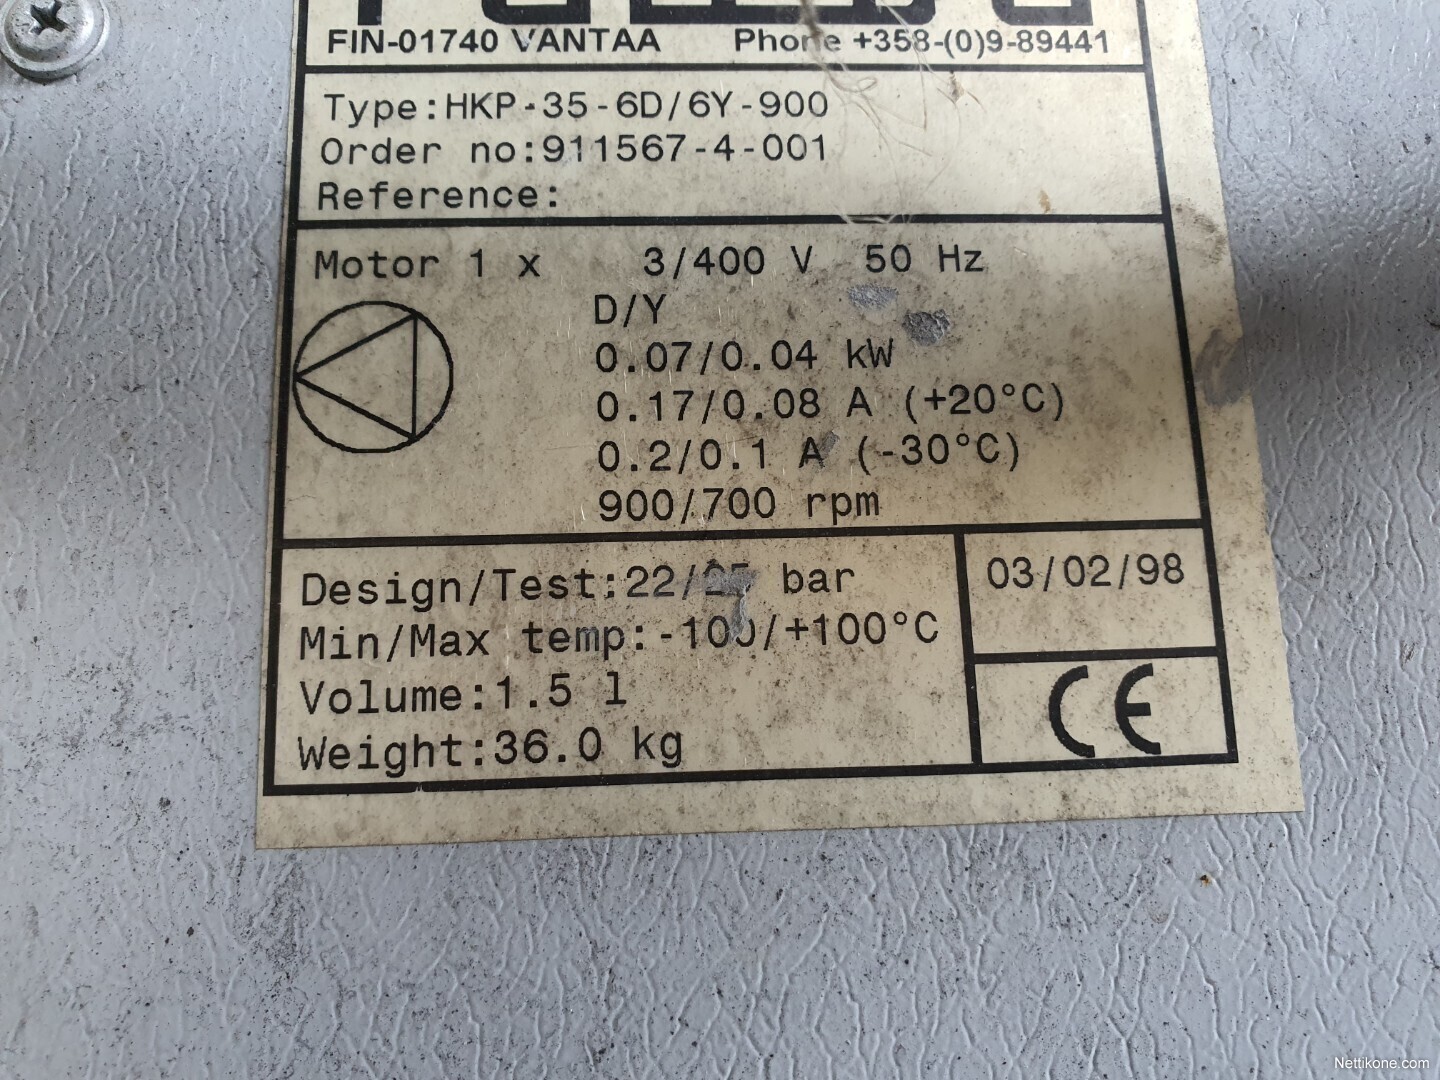 FIN-01740 VANTAA Phone +358-(0)9-89441
Type:HKP-35-6D/6Y-900
Order no:911567-4-001
Reference:
Motor 1 x 3/400 V 50 Hz
D/Y
0.07/0.04 kW
0.17/0.08 A (+20°C)
0.2/0.1 A (-30°C)
900/700 rpm
Design/Test:22/ bar
03/02/98
Min/Max temp:-100/+100°C
Volume:1.5 l
CE
Weight:36.0 kg
Nettikone.com